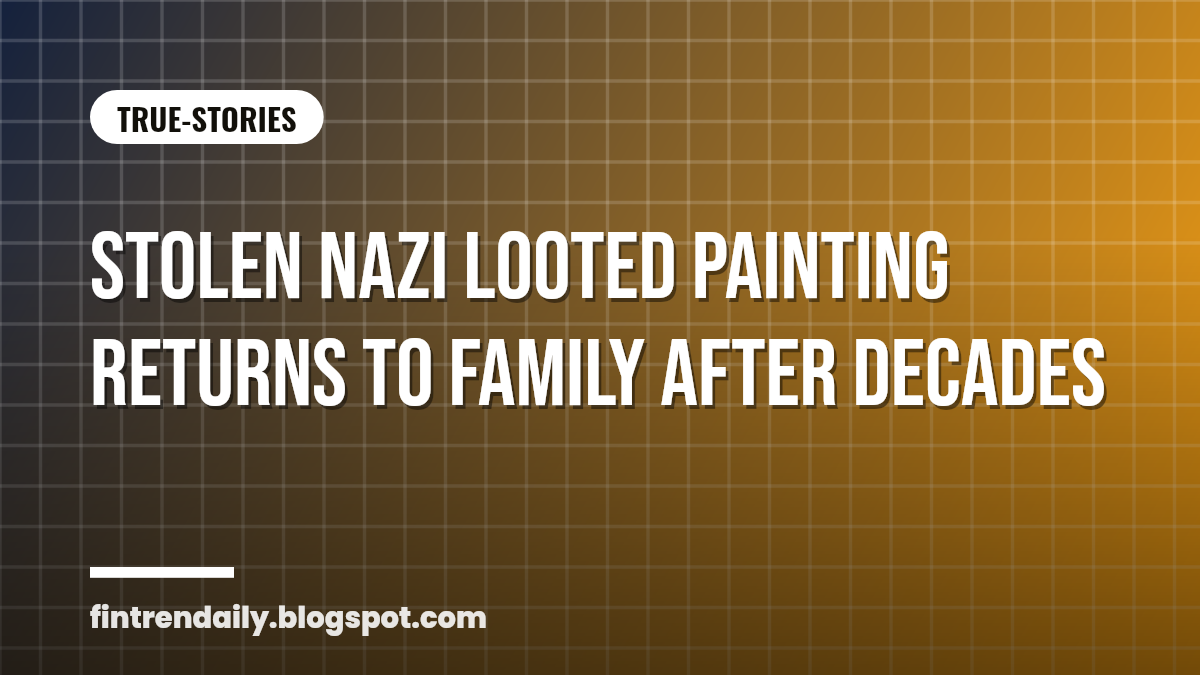 TRUE-STORIES
STOLEN NAZI LOOTED PAINTING
RETURNS TO FAMILY AFTER DECADES
fintrendaily.blogspot.com